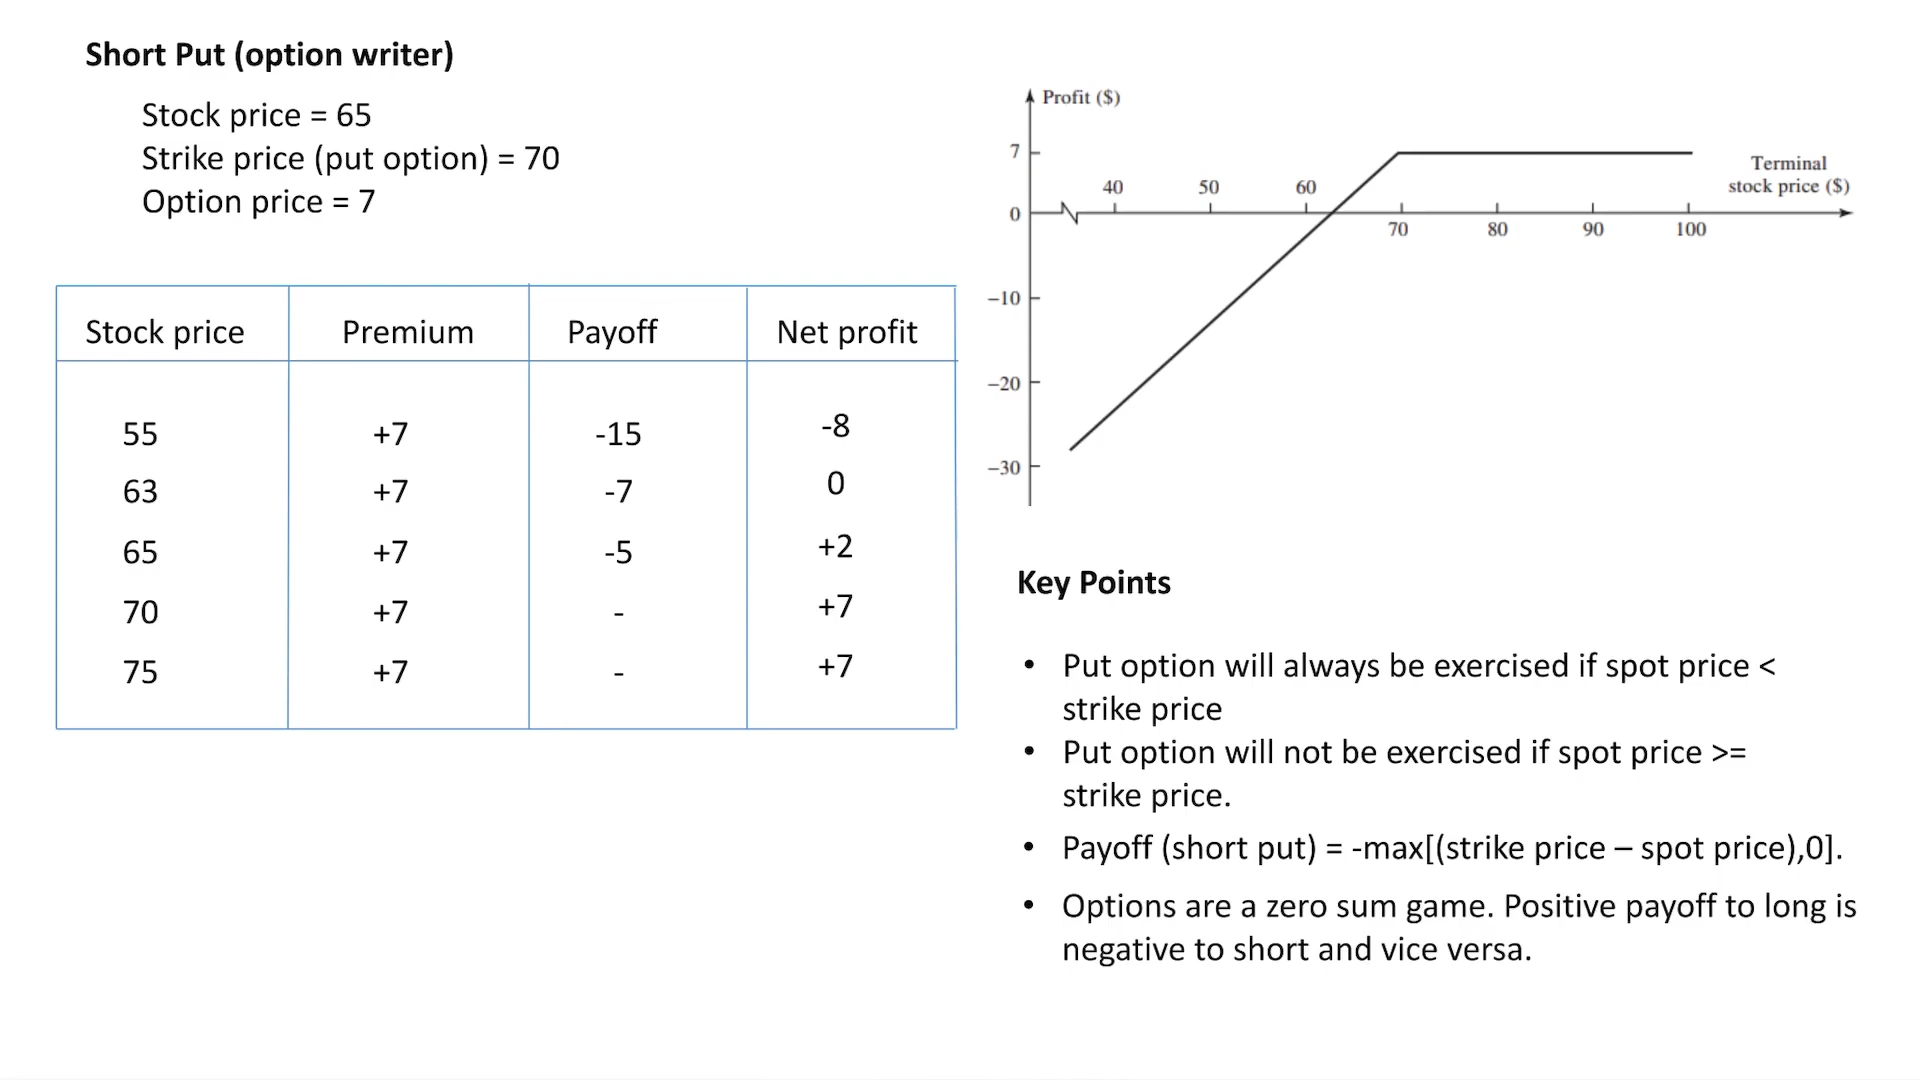 Short Put (option writer)
Stock price = 65
Strike price (put option) = 70
Option price = 7
Stock price Premium Payoff Net profit
55 +7 -15 -8
63 +7 -7 0
65 +7 -5 +2
70 +7 - +7
75 +7 - +7
Profit ($)
7
Terminal
stock price ($)
40 50 60
0
70 80 90 100
−10
−20
−30
Key Points
• Put option will always be exercised if spot price <
strike price
• Put option will not be exercised if spot price >=
strike price.
• Payoff (short put) = -max[(strike price – spot price),0].
• Options are a zero sum game. Positive payoff to long is
negative to short and vice versa.